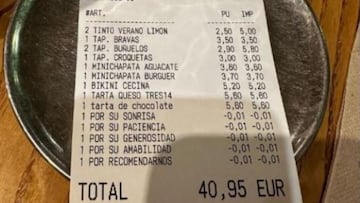 #ART. PU IMP
2 TINTO VERANO LIMON 2,50 5,00
1 TAP. BRAVAS 3,50 3,50
2 TAP. BUÑUELOS 2,90 5,80
1 TAP. CROQUETAS 3,00 3,00
1 MINICHAPATA AGUACATE 3,60 3,60
1 MINICHAPATA BURGUER 3,70 3,70
1 BIKINI CECINA 5,20 5,20
1 TARTA QUESO TRES14 5,60 5,60
1 tarta de chocolate 5,60 5,60
1 POR SU SONRISA -0,01 -0,01
1 POR SU PACIENCIA -0,01 -0,01
1 POR SU GENEROSIDAD -0,01 -0,01
1 POR SU AMABILIDAD -0,01 -0,01
1 POR RECOMENDARNOS -0,01 -0,01
TOTAL 40,95 EUR